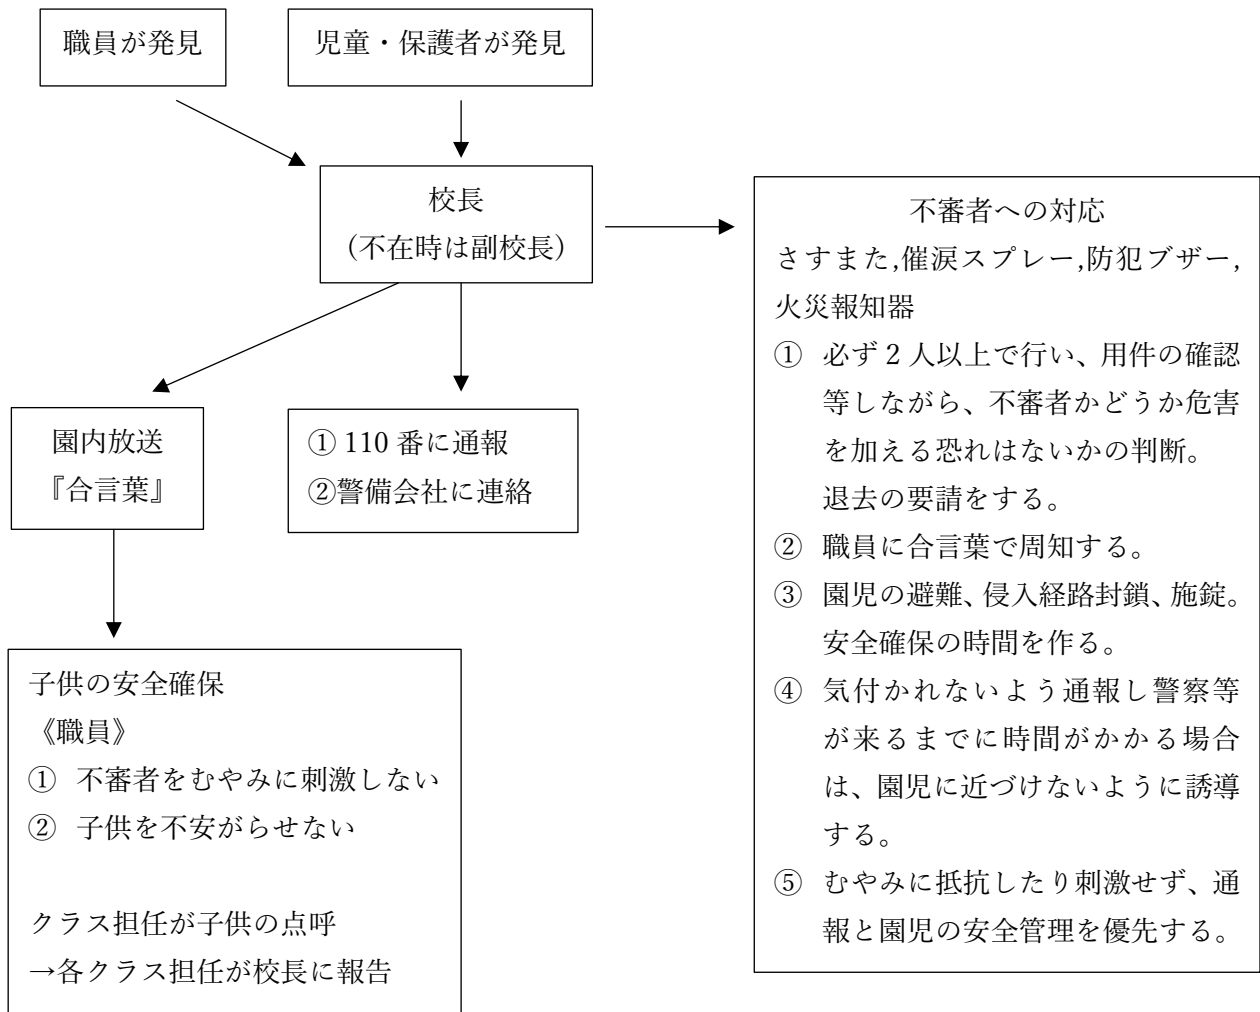 職員が発見
児童・保護者が発見
校長
（不在時は副校長）
園内放送
『合言葉』
① 110 番に通報
②警備会社に連絡
子供の安全確保
《職員》
① 不審者をむやみに刺激しない
② 子供を不安がらせない
クラス担任が子供の点呼
→各クラス担任が校長に報告
不審者への対応
さすまた,催涙スプレー,防犯ブザー,
火災報知器
① 必ず 2 人以上で行い、用件の確認
等しながら、不審者かどうか危害
を加える恐れはないかの判断。
退去の要請をする。
② 職員に合言葉で周知する。
③ 園児の避難、侵入経路封鎖、施錠。
安全確保の時間を作る。
④ 気付かれないよう通報し警察等
が来るまでに時間がかかる場合
は、園児に近づけないように誘導
する。
⑤ むやみに抵抗したり刺激せず、通
報と園児の安全管理を優先する。